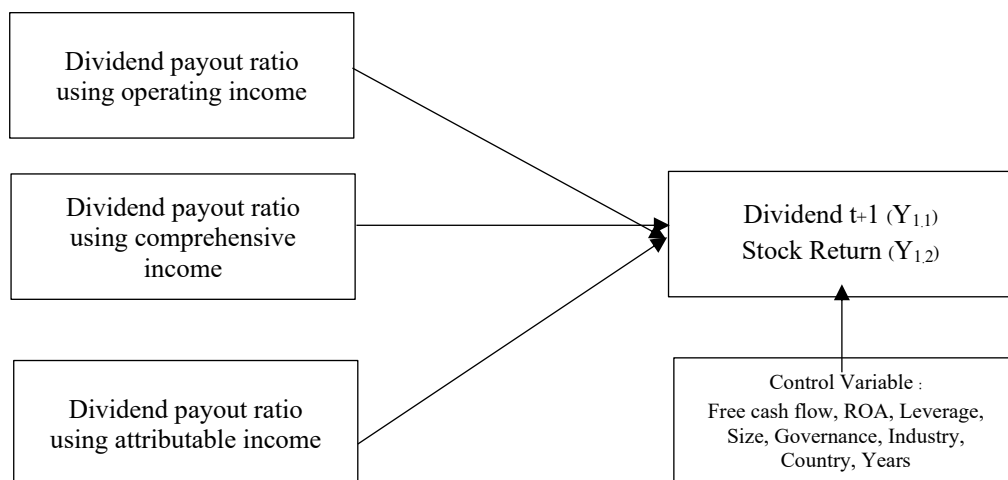 Dividend payout ratio
using operating income
Dividend payout ratio
using comprehensive
income
Dividend payout ratio
using attributable income
Dividend t+1 (Y1.1)
Stock Return (Y1.2)
Control Variable :
Free cash flow, ROA, Leverage,
Size, Governance, Industry,
Country, Years